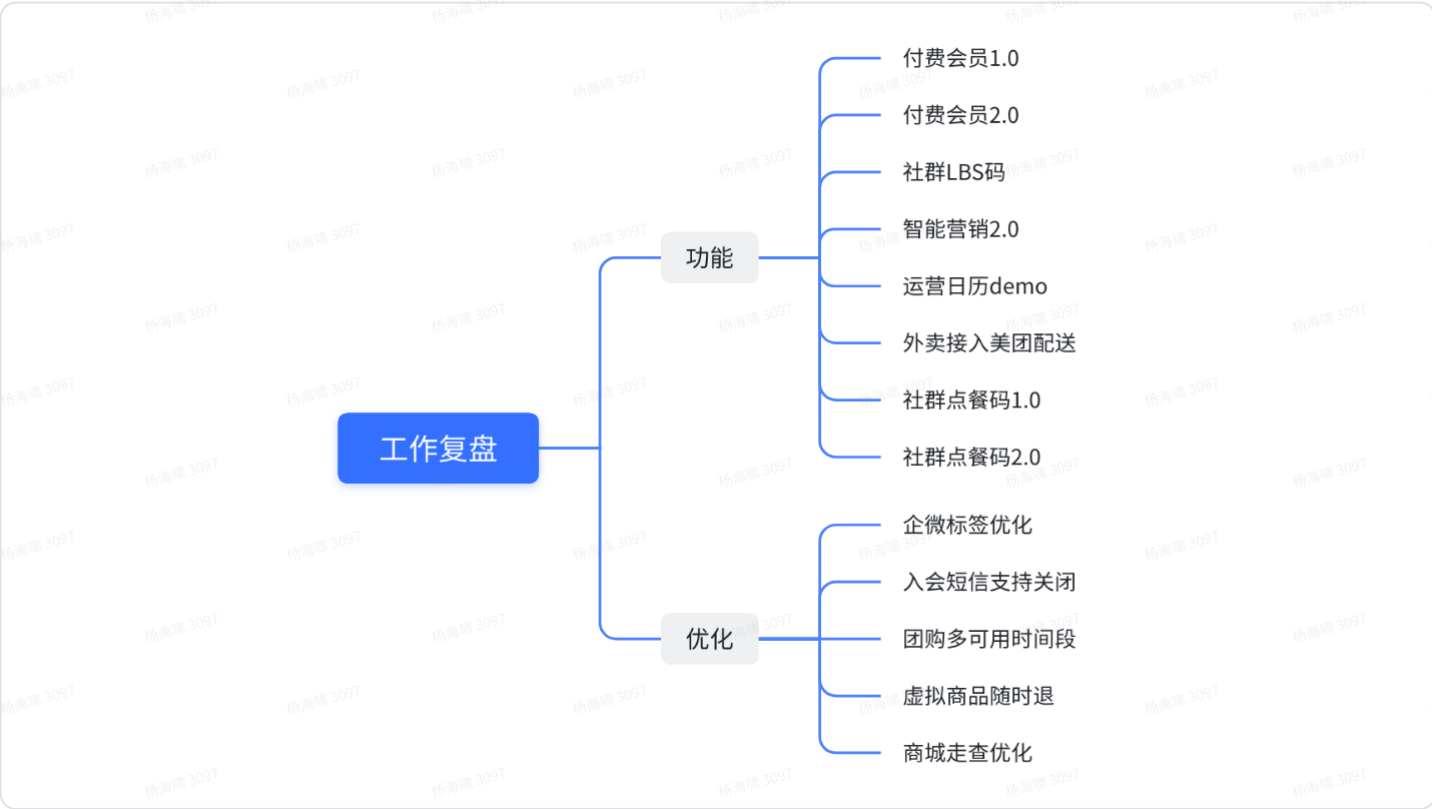 付费会员1.0
付费会员2.0
社群LBS码
智能营销2.0
功能
运营日历demo
外卖接入美团配送
社群点餐码1.0
工作复盘
社群点餐码2.0
企微标签优化
入会短信支持关闭
优化
团购多可用时间段
虚拟商品随时退
商城走查优化
杨海啸 3097